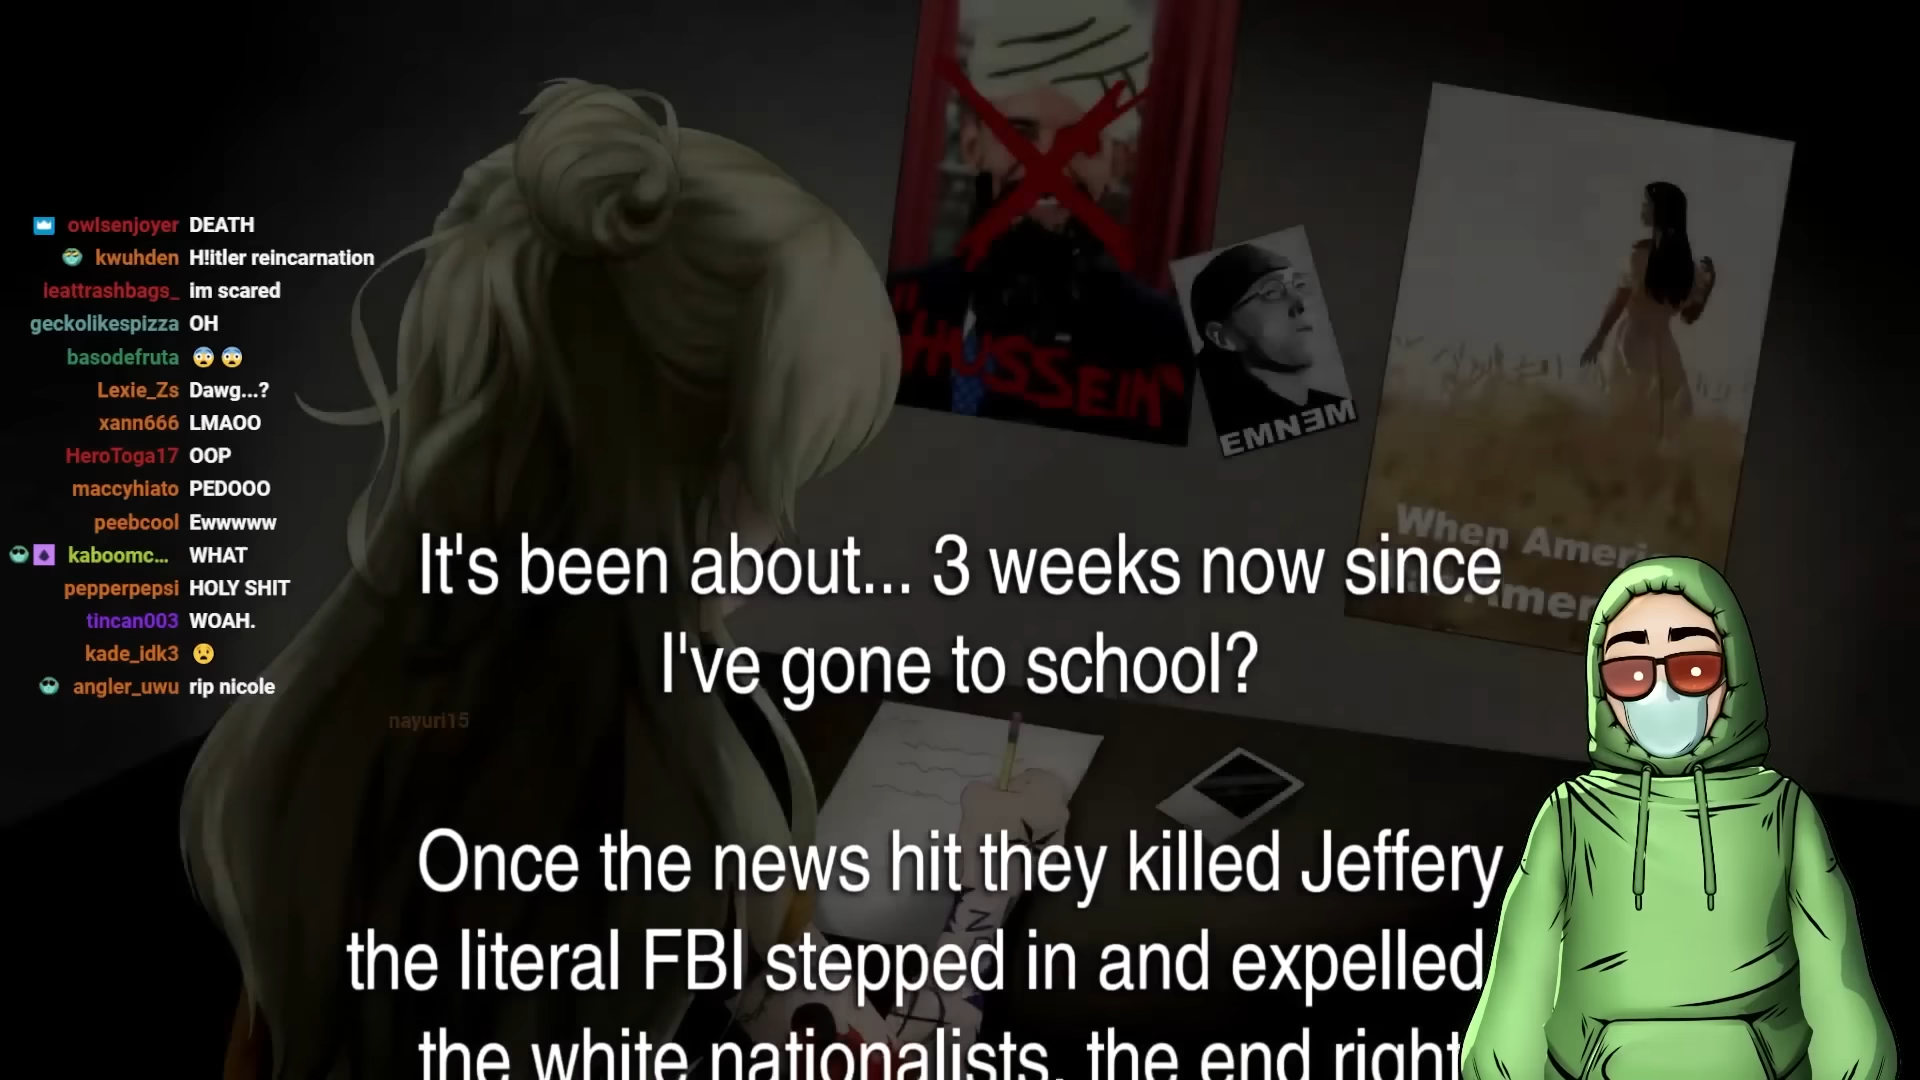 owlsenjoyer DEATH
kwuhden H!itler reincarnation
ieattrashbags_ im scared
geckolikespizza OH
basodefruta 😨 😨
Lexie_Zs Dawg...?
xann666 LMAOO
HeroToga17 OOP
maccyhiato PEDOOO
peebcool Ewwwww
kaboomc... WHAT
pepperpepsi HOLY SHIT
tincan003 WOAH.
kade_idk3 😧
angler_uwu rip nicole
nayuri15
"HUSSEIN"
EMNƎM
When Ameri
It's been about... 3 weeks now since
I've gone to school?
Once the news hit they killed Jeffery
the literal FBI stepped in and expelled
the white nationalists, the end right